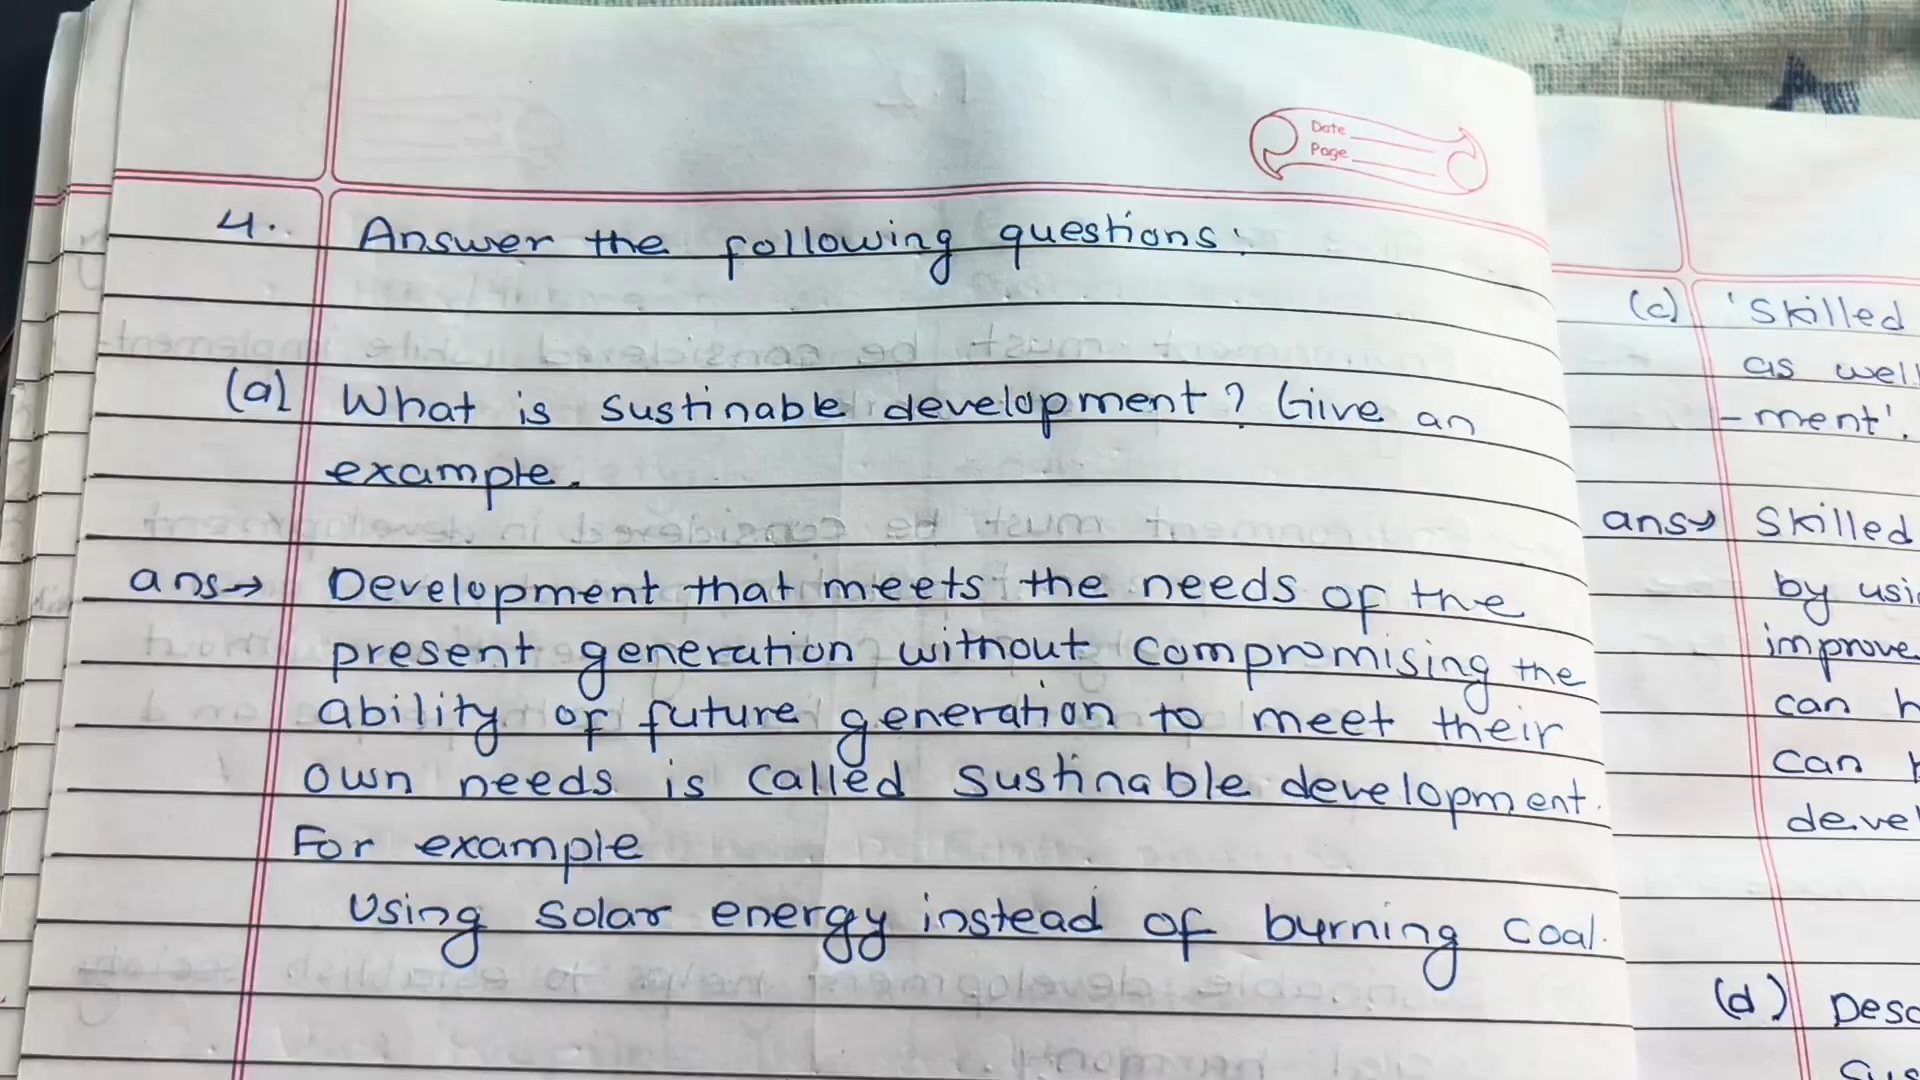 Date
Page
4. Answer the following questions:
(a) What is sustinable development? Give an
example.
ans→ Development that meets the needs of the
present generation without compromising the
ability of future generation to meet their
own needs is called sustinable development.
For example
Using solar energy instead of burning coal.
(c) 'Skilled
as well
-ment'.
ans→ Skilled
by
improve
can
can
(d)